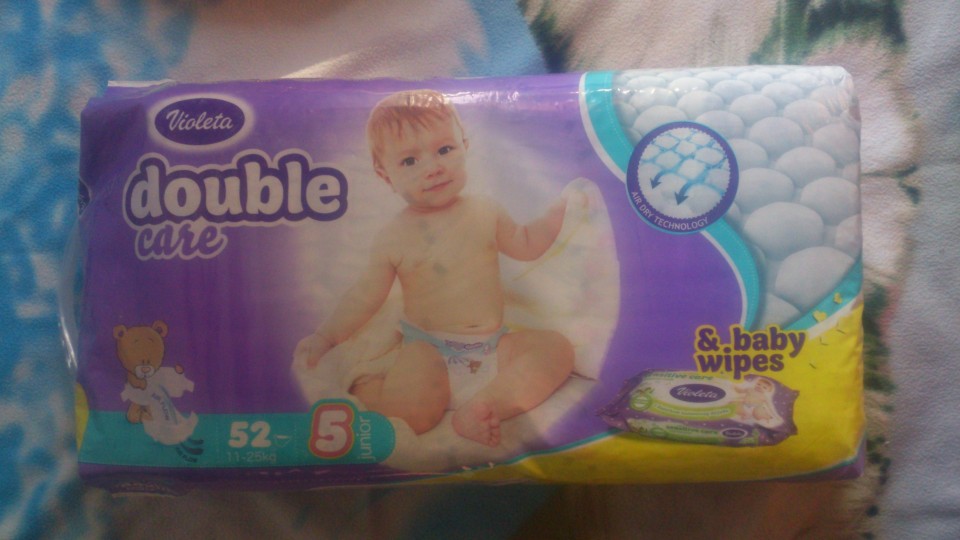 Violeta
double
care
AIR DRY TECHNOLOGY
& baby
wipes
Violeta
52
11-25kg
5
junior